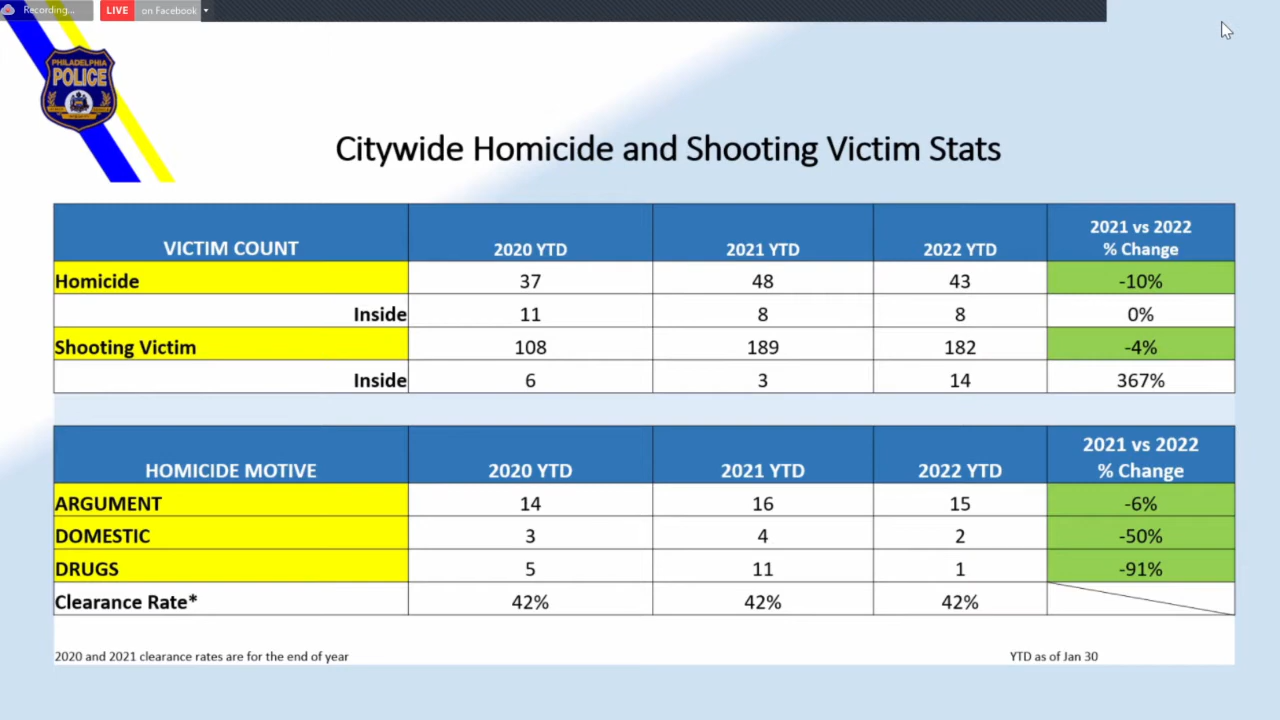 Recording...
LIVE on Facebook
PHILADELPHIA
POLICE
Citywide Homicide and Shooting Victim Stats
VICTIM COUNT 2020 YTD 2021 YTD 2022 YTD 2021 vs 2022
% Change
Homicide 37 48 43 -10%
Inside 11 8 8 0%
Shooting Victim 108 189 182 -4%
Inside 6 3 14 367%
HOMICIDE MOTIVE 2020 YTD 2021 YTD 2022 YTD 2021 vs 2022
% Change
ARGUMENT 14 16 15 -6%
DOMESTIC 3 4 2 -50%
DRUGS 5 11 1 -91%
Clearance Rate* 42% 42% 42%
2020 and 2021 clearance rates are for the end of year YTD as of Jan 30